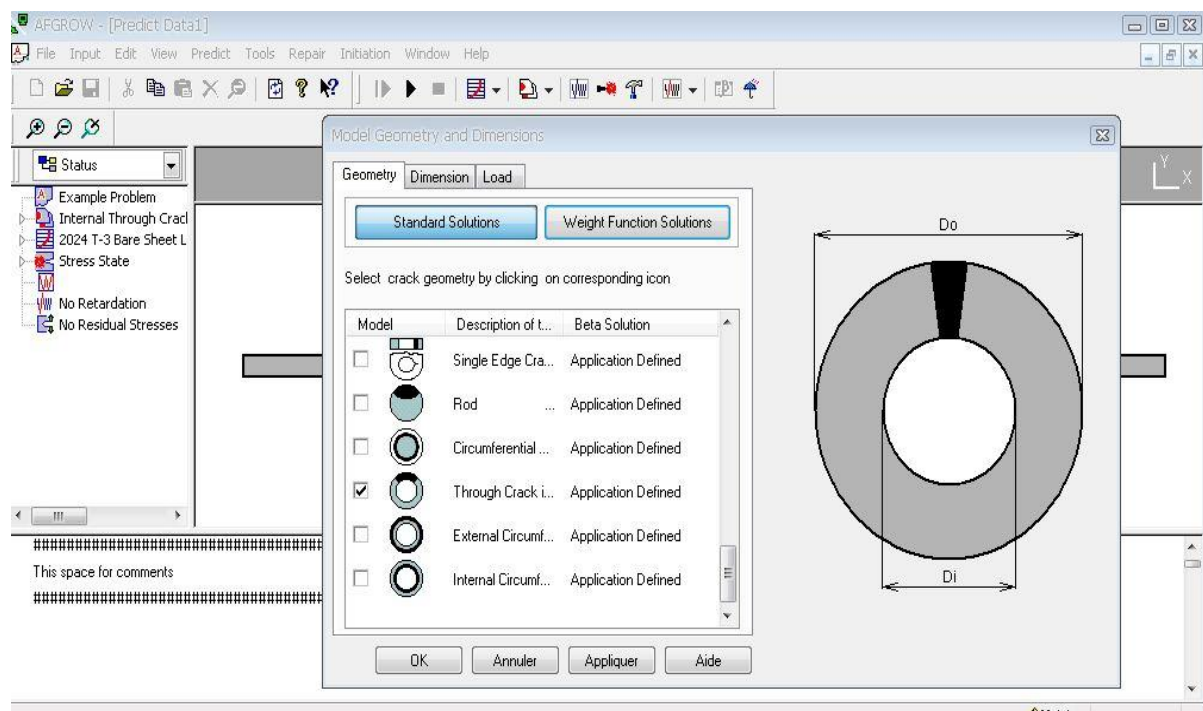 AFGROW - [Predict Data1]
File Input Edit View Predict Tools Repair Initiation Window Help
Status
Example Problem
Internal Through Crack
2024 T-3 Bare Sheet L
Stress State
No Retardation
No Residual Stresses
Model Geometry and Dimensions
Geometry Dimension Load
Standard Solutions Weight Function Solutions
Select crack geometry by clicking on corresponding icon
Model Description of t... Beta Solution
Single Edge Cra... Application Defined
Rod ... Application Defined
Circumferential ... Application Defined
Through Crack i... Application Defined
External Circumf... Application Defined
Internal Circumf... Application Defined
OK Annuler Appliquer Aide
Do
Di
Y
X
##################################
This space for comments
##################################